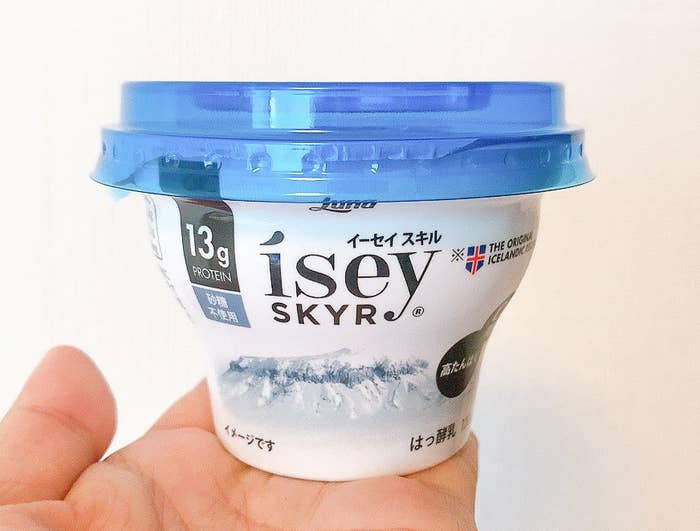 Luna
13g
PROTEIN
砂糖
不使用
イーセイ スキル
ísey
SKYR®
※
THE ORIGINAL
ICELANDIC
高たんぱ
イメージです
はっ酵乳